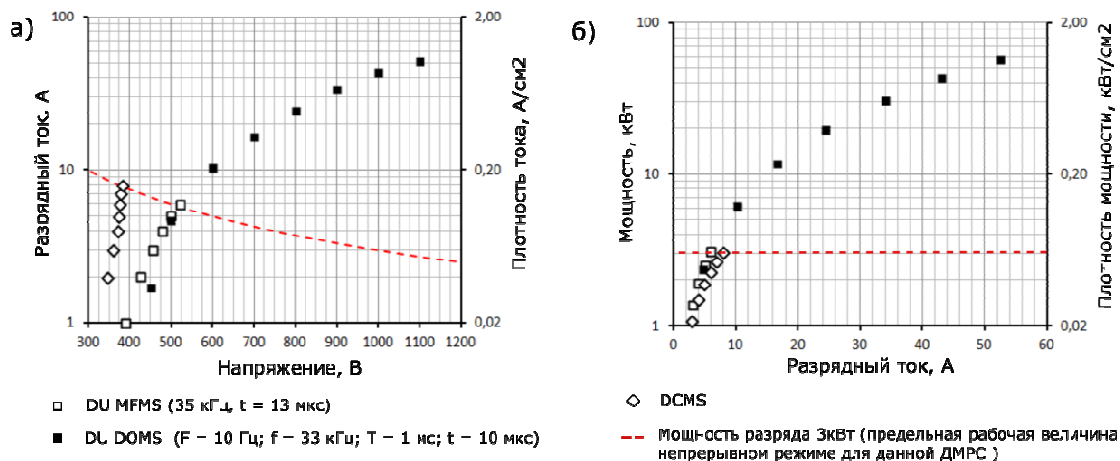 а)
100
10
1
Разрядный ток. А
2,00
0,20
0,02
Плотность тока, А/см2
300 400 500 600 700 800 900 1000 1100 1200
Напряжение, В
□ DU MFMS (35 кГц, t = 13 мкс)
■ DU DOMS (F – 10 Гц; f – 33 кГц; T – 1 мс; t – 10 мкс)
б)
100
10
1
Мощность, кВт
2,00
0,20
0,02
Плотность мощности, кВт/см2
0 10 20 30 40 50 60
Разрядный ток, А
◇ DCMS
Мощность разряда 3кВт (предельная рабочая величина
непрерывном режиме для данной ДМРС )